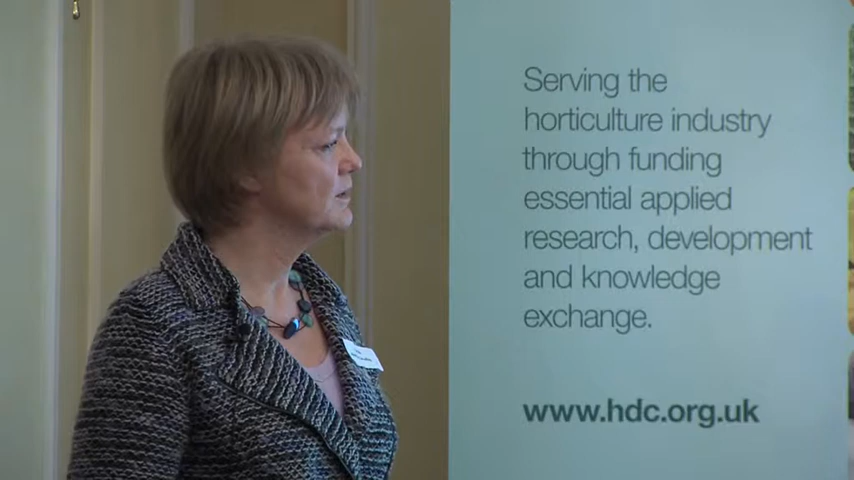 Serving the
horticulture industry
through funding
essential applied
research, development
and knowledge
exchange.
www.hdc.org.uk